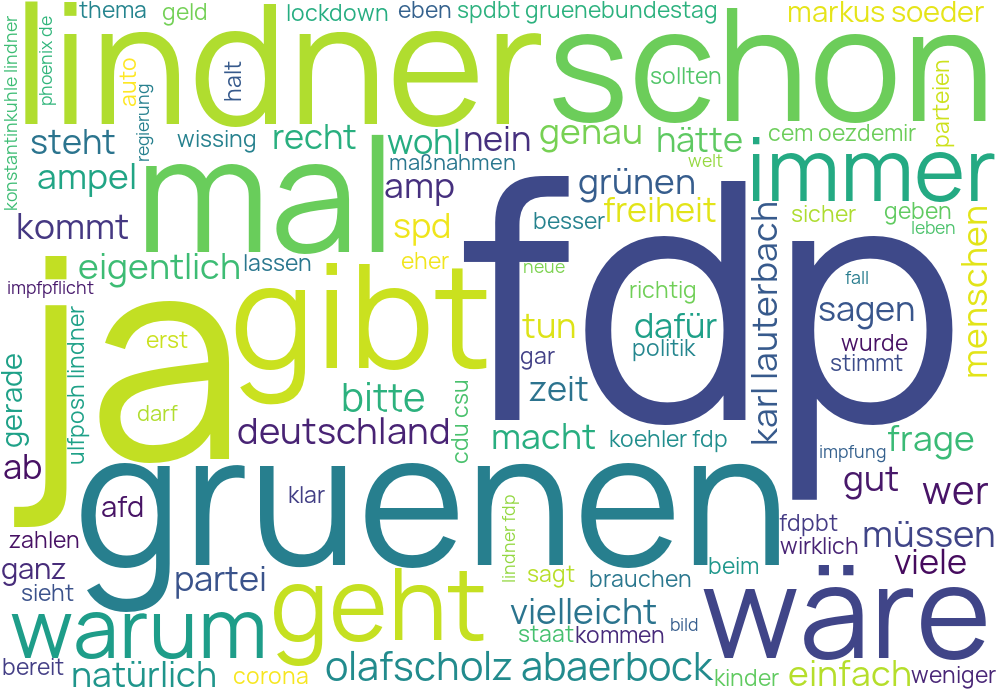 thema
geld
lockdown
eben
spdbt gruenebundestag
markus soeder
konstantinkuhle lindner
phoenix de
lindner
schon
auto
regierung
halt
sollten
parteien
steht
wissing
recht
wohl
nein
genau
hätte
cem oezdemir
maßnahmen
welt
ampel
mal
amp
grünen
immer
kommt
spd
besser
freiheit
sicher
geben
leben
menschen
eigentlich
lassen
eher
neue
fdp
karl lauterbach
fall
impfpflicht
ja
gibt
richtig
sagen
ulfposh lindner
erst
tun
dafür
politik
wurde
stimmt
gar
gerade
darf
bitte
zeit
cdu csu
deutschland
macht
koehler fdp
impfung
frage
ab
gruenen
klar
gut
wer
afd
lindner fdp
fdpbt
wirklich
müssen
zahlen
viele
ganz
sieht
partei
geht
sagt
brauchen
beim
wäre
warum
vielleicht
staat
kommen
bild
bereit
natürlich
corona
olafscholz abaerbock
kinder
einfach
weniger